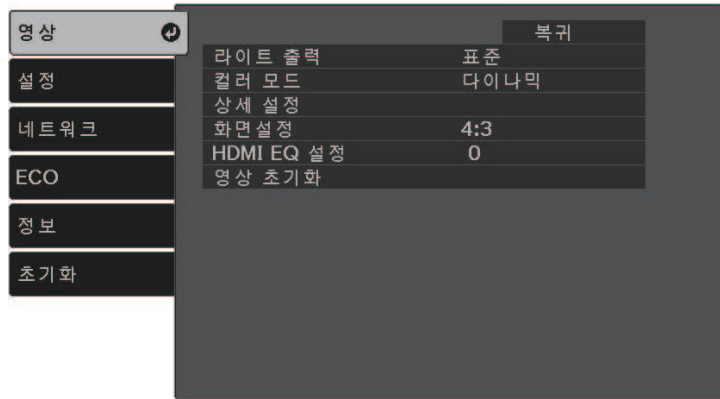 영상
설정
네트워크
ECO
정보
초기화
복귀
라이트 출력 표준
컬러 모드 다이나믹
상세 설정
화면설정 4:3
HDMI EQ 설정 0
영상 초기화